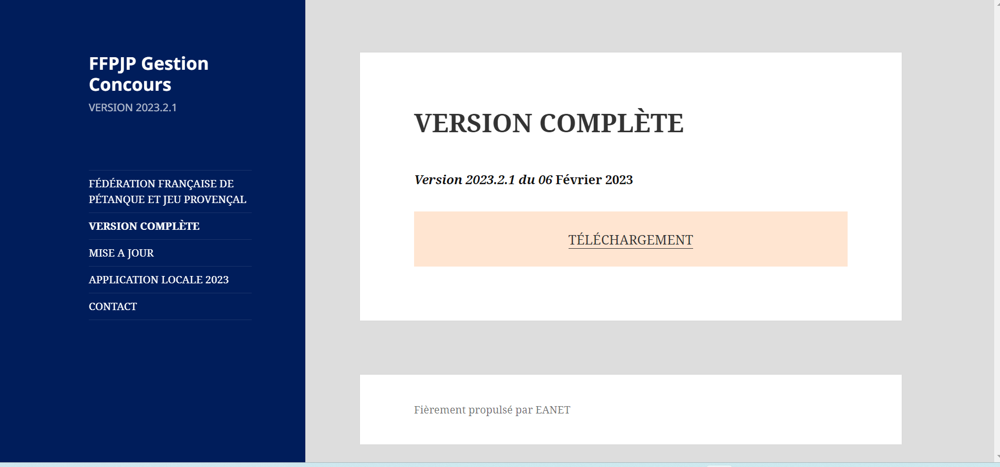 FFPJP Gestion
Concours
VERSION 2023.2.1
FÉDÉRATION FRANÇAISE DE
PÉTANQUE ET JEU PROVENÇAL
VERSION COMPLÈTE
MISE A JOUR
APPLICATION LOCALE 2023
CONTACT
VERSION COMPLÈTE
Version 2023.2.1 du 06 Février 2023
TÉLÉCHARGEMENT
Fièrement propulsé par EANET